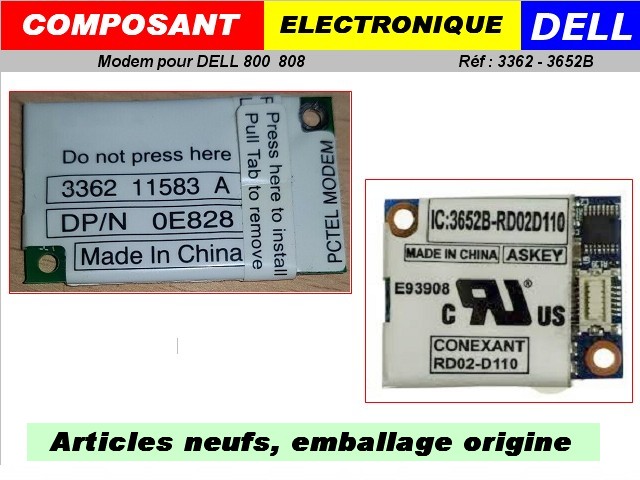 COMPOSANT ELECTRONIQUE DELL
Modem pour DELL 800 808 Réf : 3362 - 3652B
Do not press here
3362 11583 A
DP/N 0E828
Made In China
Press here to install
Pull Tab to remove
PCTEL MODEM
IC:3652B-RD02D110
MADE IN CHINA ASKEY
E93908
C US
CONEXANT
RD02-D110
Articles neufs, emballage origine